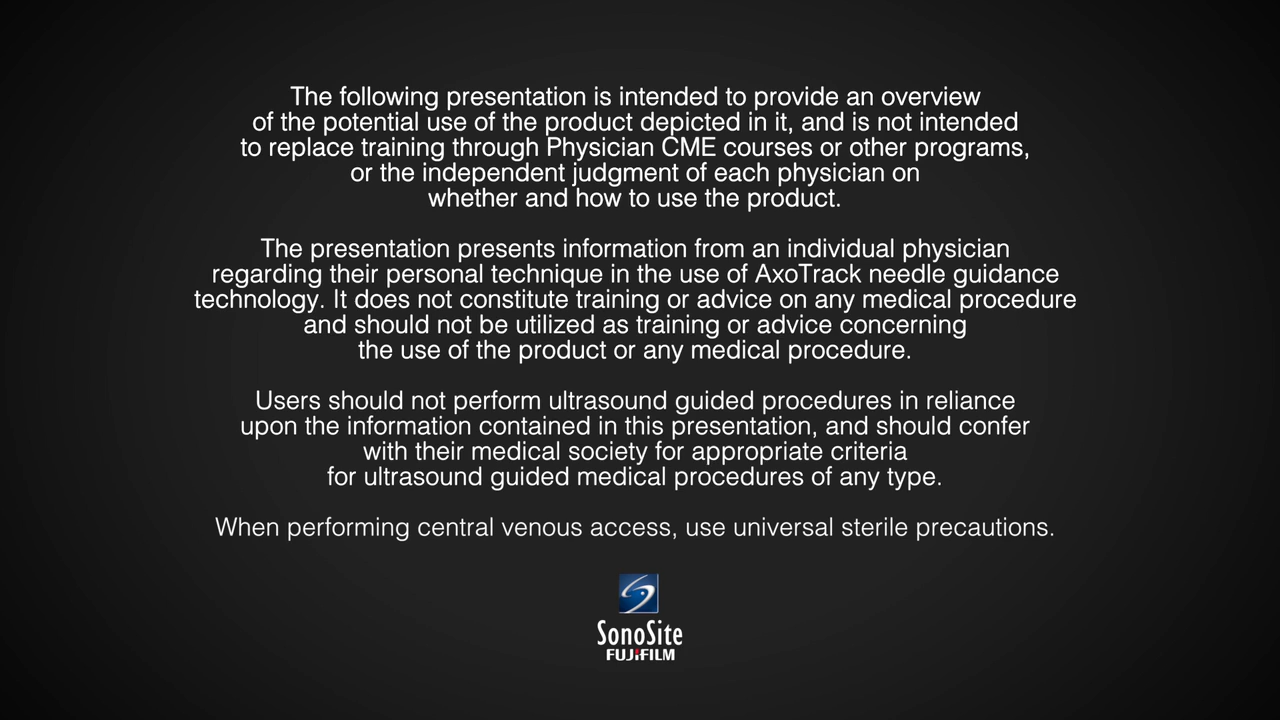 The following presentation is intended to provide an overview
of the potential use of the product depicted in it, and is not intended
to replace training through Physician CME courses or other programs,
or the independent judgment of each physician on
whether and how to use the product.
The presentation presents information from an individual physician
regarding their personal technique in the use of AxoTrack needle guidance
technology. It does not constitute training or advice on any medical procedure
and should not be utilized as training or advice concerning
the use of the product or any medical procedure.
Users should not perform ultrasound guided procedures in reliance
upon the information contained in this presentation, and should confer
with their medical society for appropriate criteria
for ultrasound guided medical procedures of any type.
When performing central venous access, use universal sterile precautions.
SonoSite
FUJIFILM